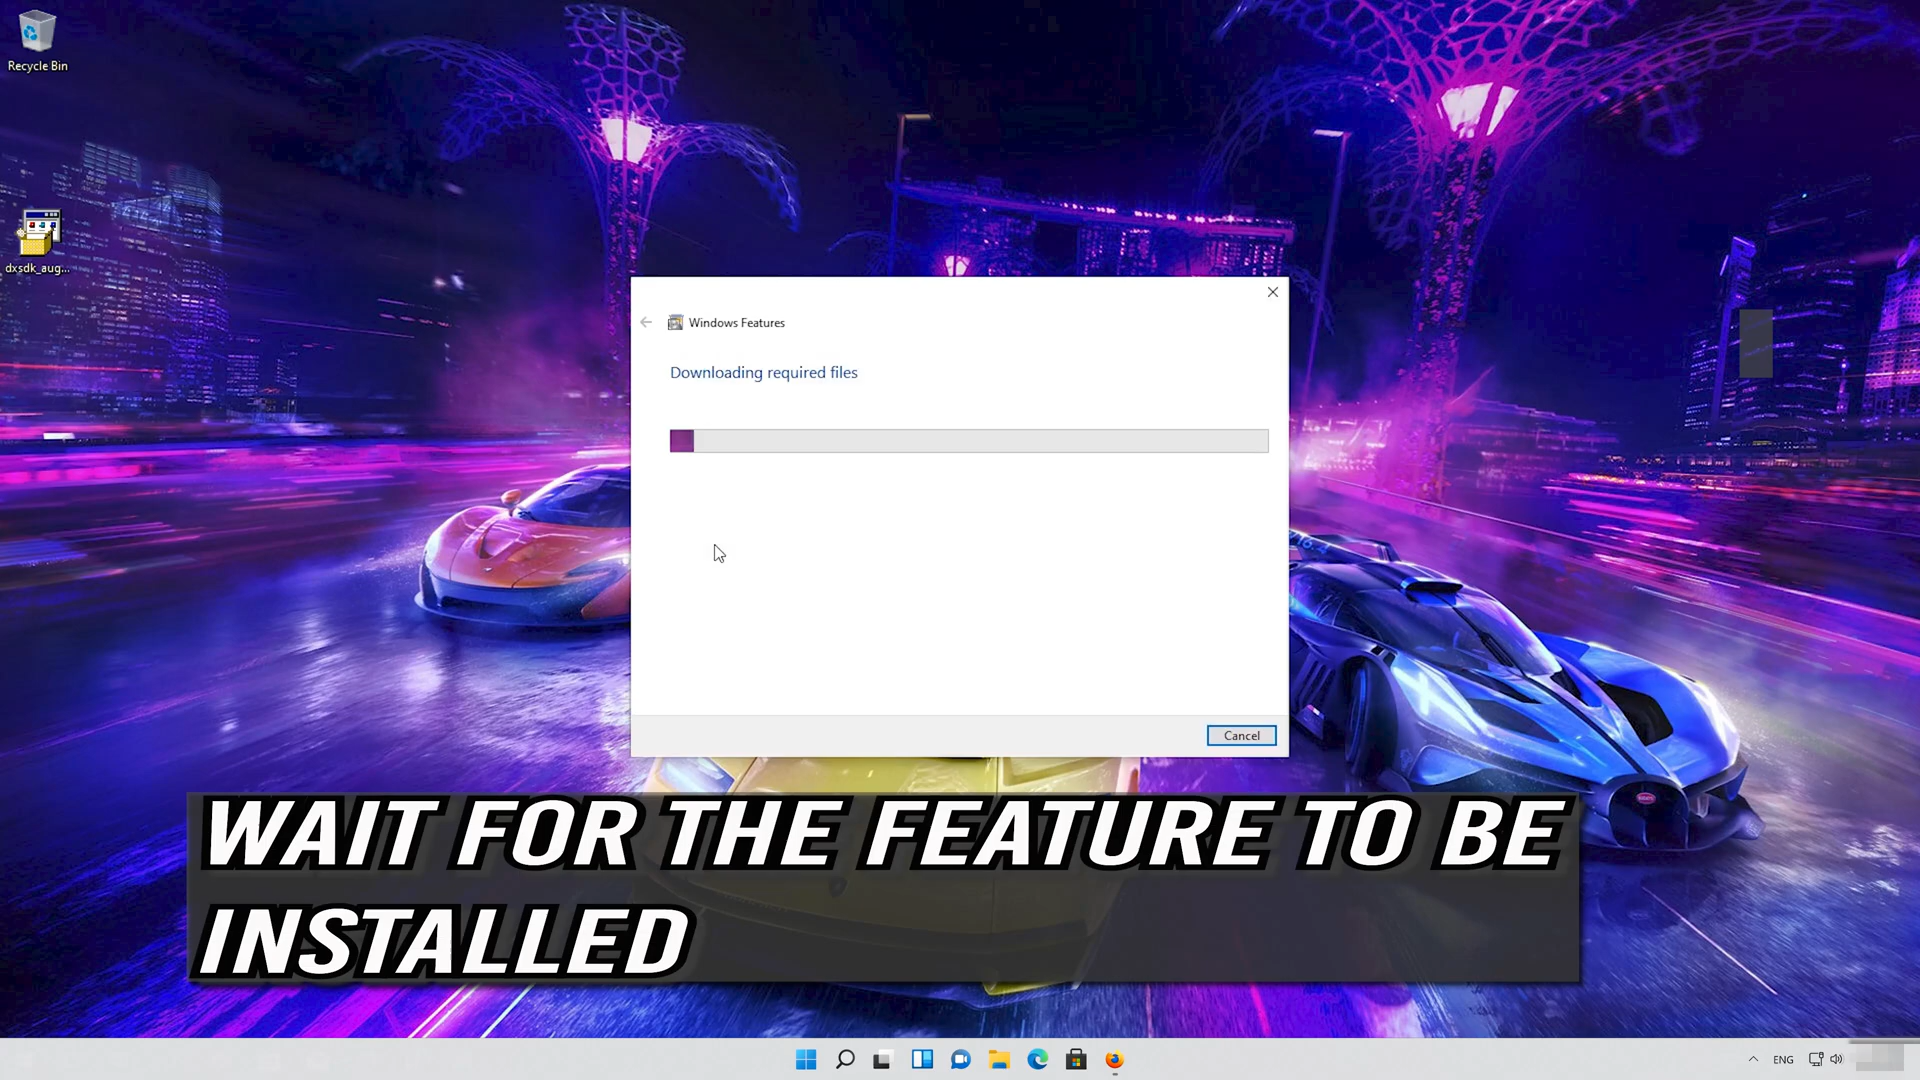 Recycle Bin
dxsdk_aug...
Windows Features
Downloading required files
Cancel
WAIT FOR THE FEATURE TO BE
INSTALLED
ENG